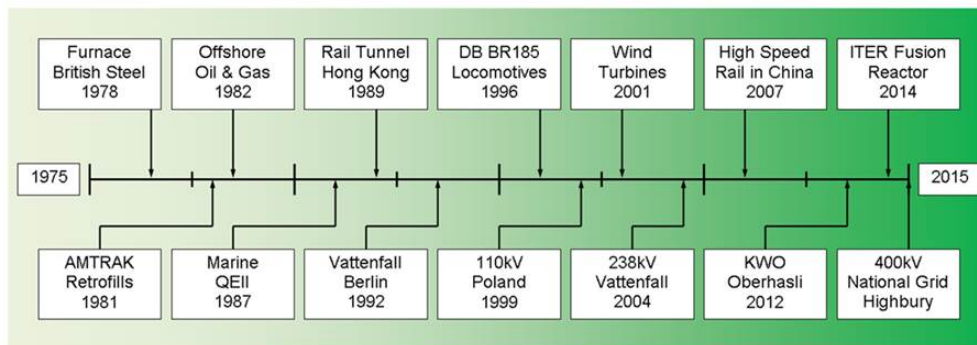 Furnace
British Steel
1978
Offshore
Oil & Gas
1982
Rail Tunnel
Hong Kong
1989
DB BR185
Locomotives
1996
Wind
Turbines
2001
High Speed
Rail in China
2007
ITER Fusion
Reactor
2014
1975
2015
AMTRAK
Retrofills
1981
Marine
QEII
1987
Vattenfall
Berlin
1992
110kV
Poland
1999
238kV
Vattenfall
2004
KWO
Oberhasli
2012
400kV
National Grid
Highbury